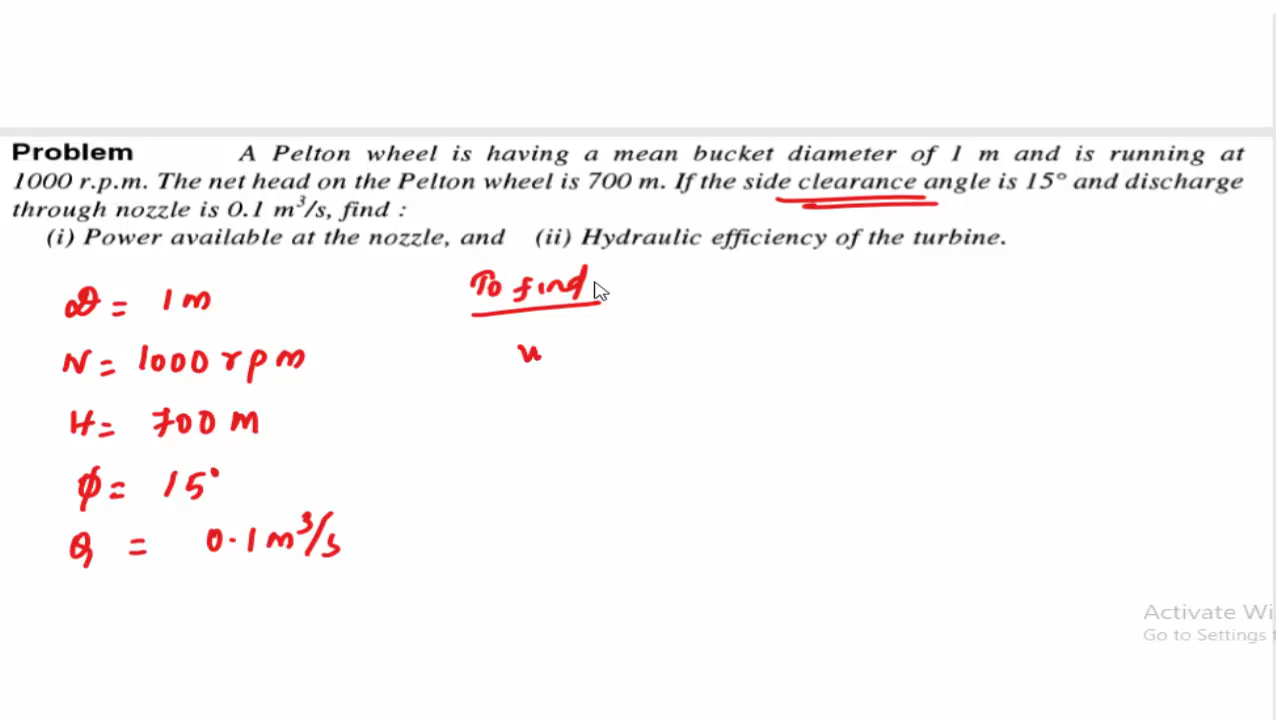 Problem A Pelton wheel is having a mean bucket diameter of 1 m and is running at
1000 r.p.m. The net head on the Pelton wheel is 700 m. If the side clearance angle is 15° and discharge
through nozzle is 0.1 m³/s, find :
(i) Power available at the nozzle, and (ii) Hydraulic efficiency of the turbine.
D = 1 m
To find
N = 1000 rpm
u
H = 700 m
φ = 15°
Q = 0.1 m³/s
Activate Wi
Go to Settings t